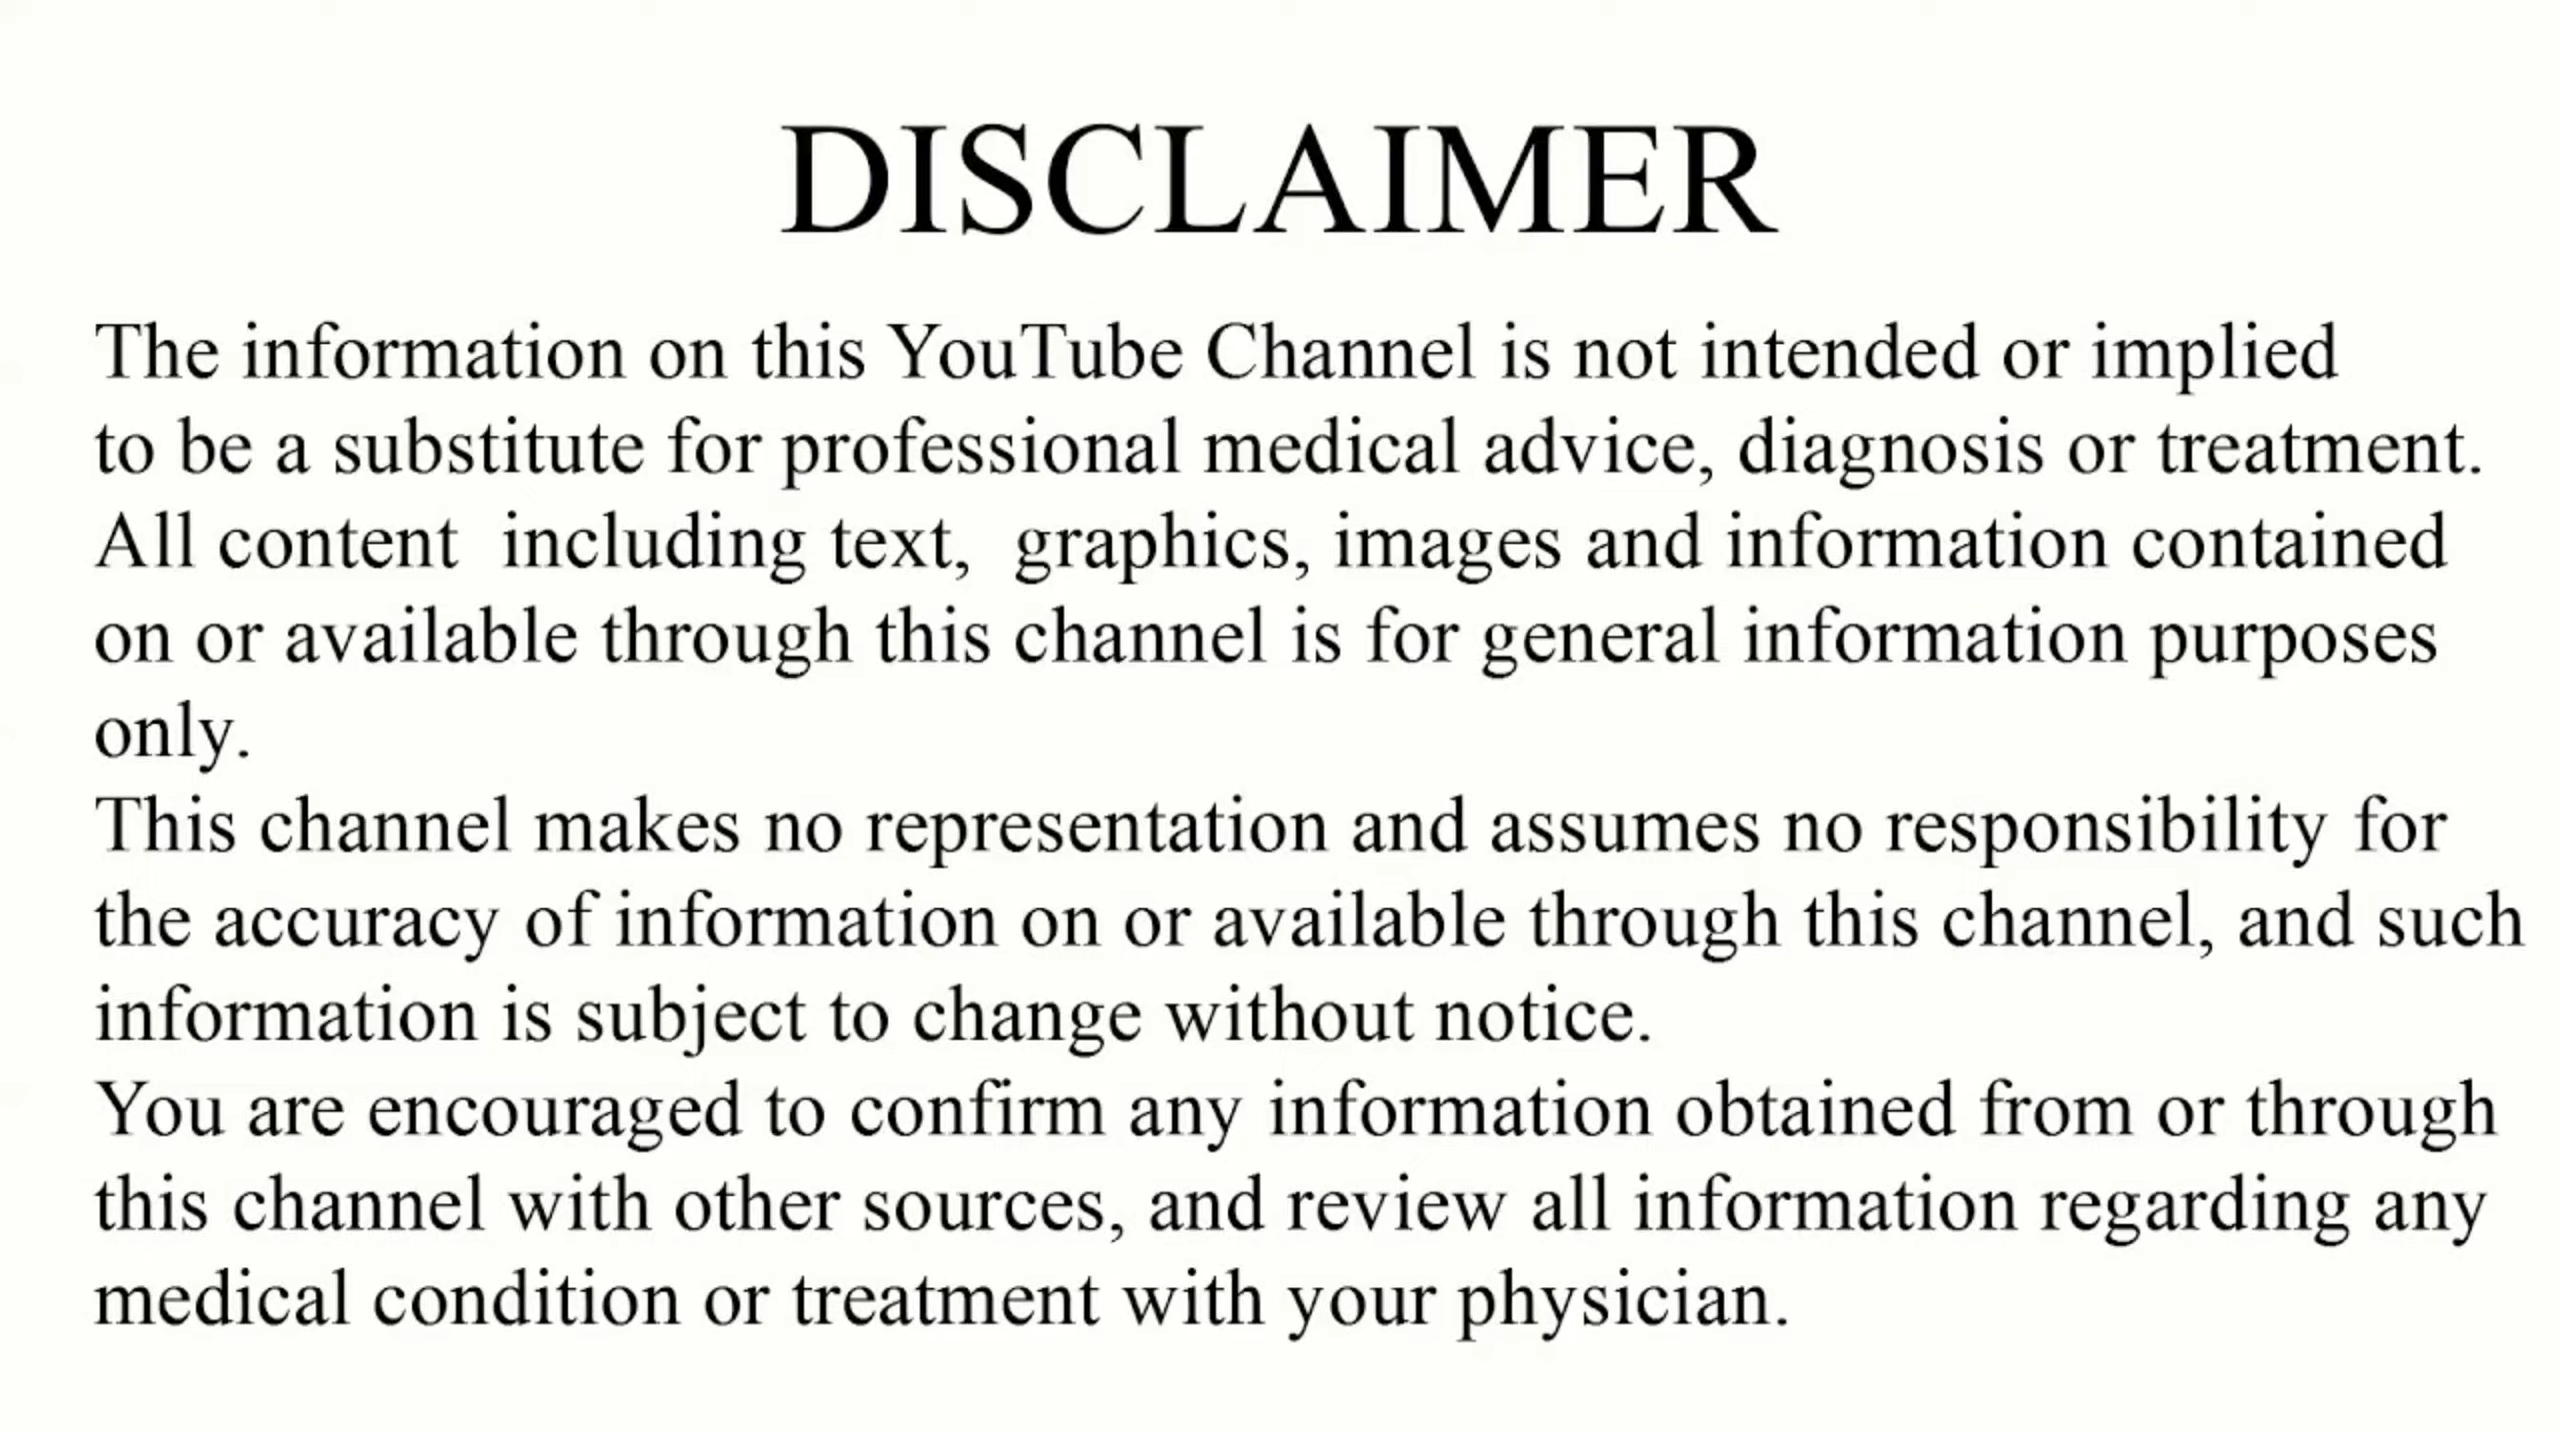 DISCLAIMER
The information on this YouTube Channel is not intended or implied
to be a substitute for professional medical advice, diagnosis or treatment.
All content  including text,  graphics, images and information contained
on or available through this channel is for general information purposes
only.
This channel makes no representation and assumes no responsibility for
the accuracy of information on or available through this channel, and such
information is subject to change without notice.
You are encouraged to confirm any information obtained from or through
this channel with other sources, and review all information regarding any
medical condition or treatment with your physician.